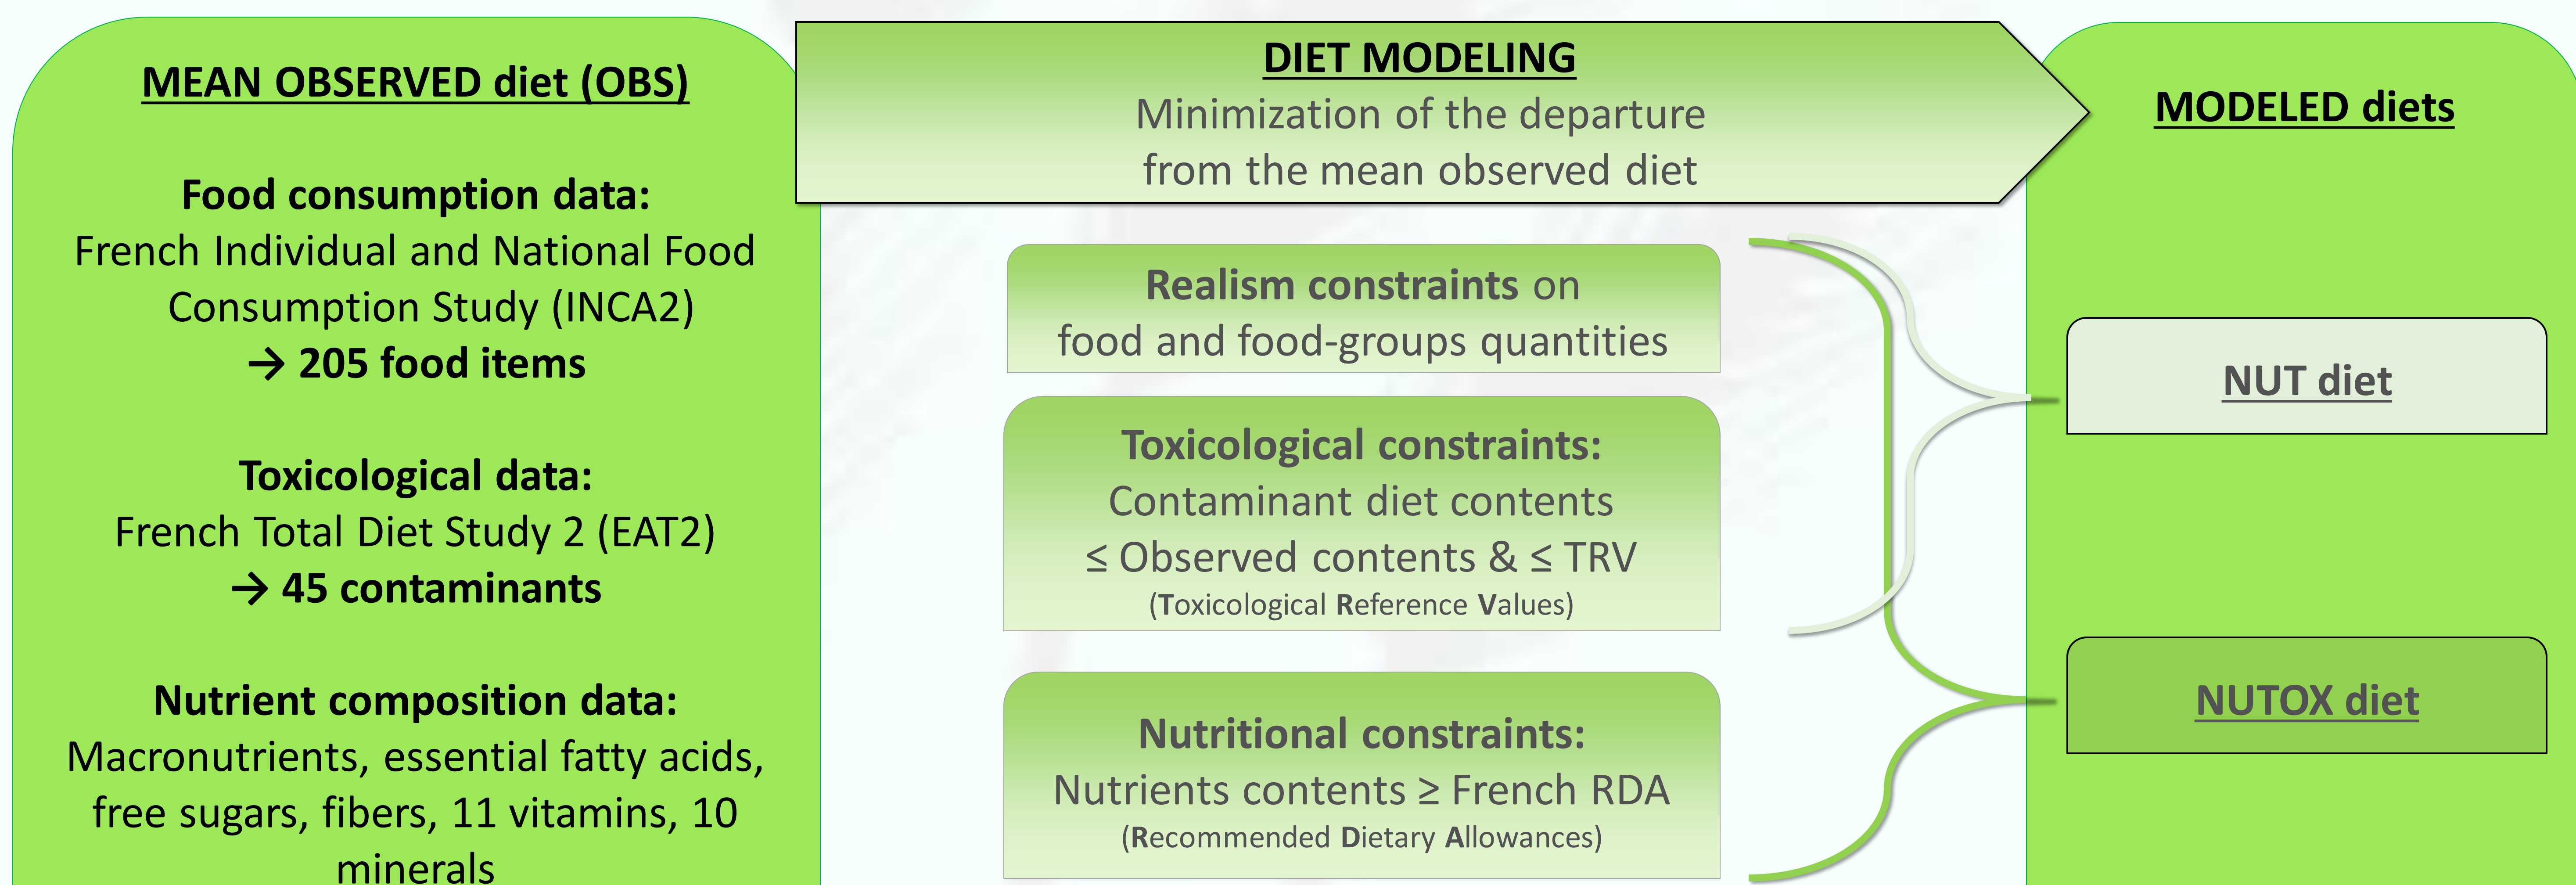 MEAN OBSERVED diet (OBS)
Food consumption data:
French Individual and National Food
Consumption Study (INCA2)
→ 205 food items
Toxicological data:
French Total Diet Study 2 (EAT2)
→ 45 contaminants
Nutrient composition data:
Macronutrients, essential fatty acids,
free sugars, fibers, 11 vitamins, 10
minerals
DIET MODELING
Minimization of the departure
from the mean observed diet
Realism constraints on
food and food-groups quantities
Toxicological constraints:
Contaminant diet contents
≤ Observed contents & ≤ TRV
(Toxicological Reference Values)
Nutritional constraints:
Nutrients contents ≥ French RDA
(Recommended Dietary Allowances)
MODELED diets
NUT diet
NUTOX diet